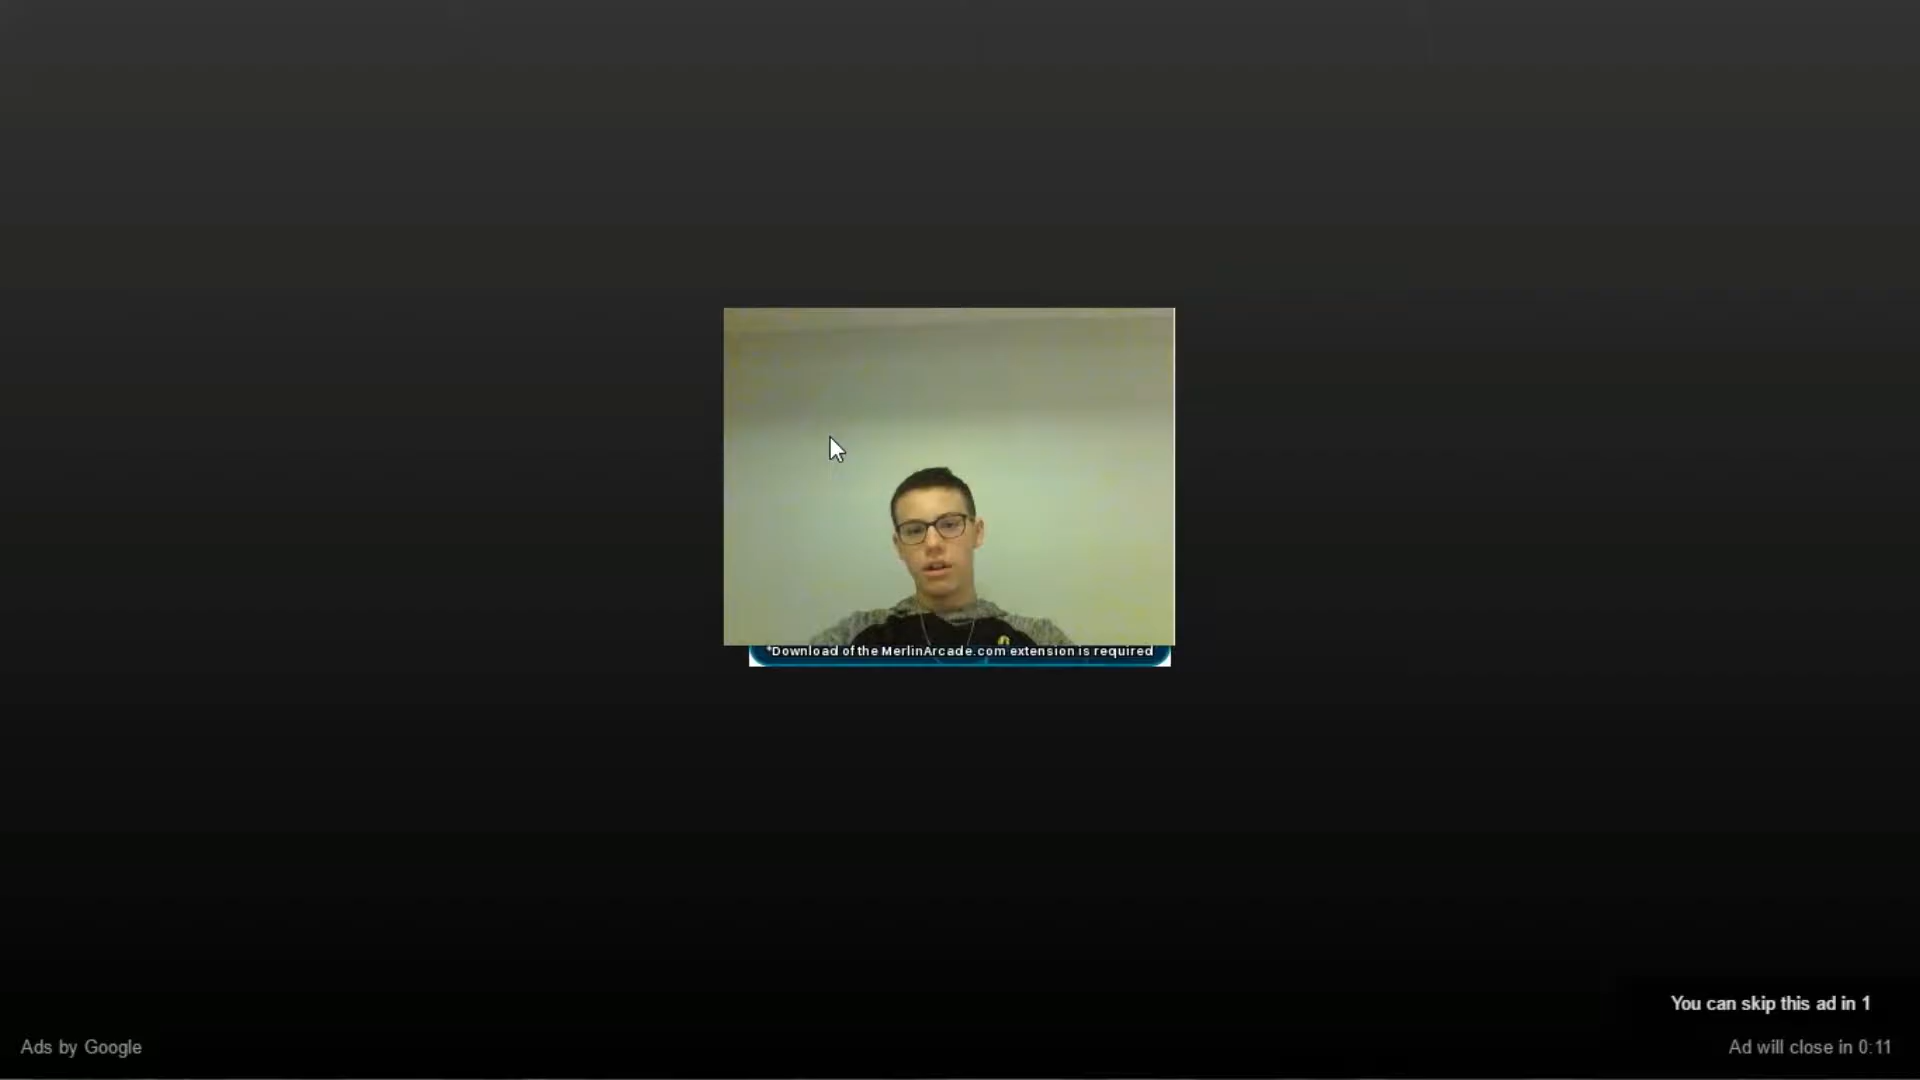 *Download of the MerlinArcade.com extension is required
You can skip this ad in 1
Ads by Google
Ad will close in 0:11